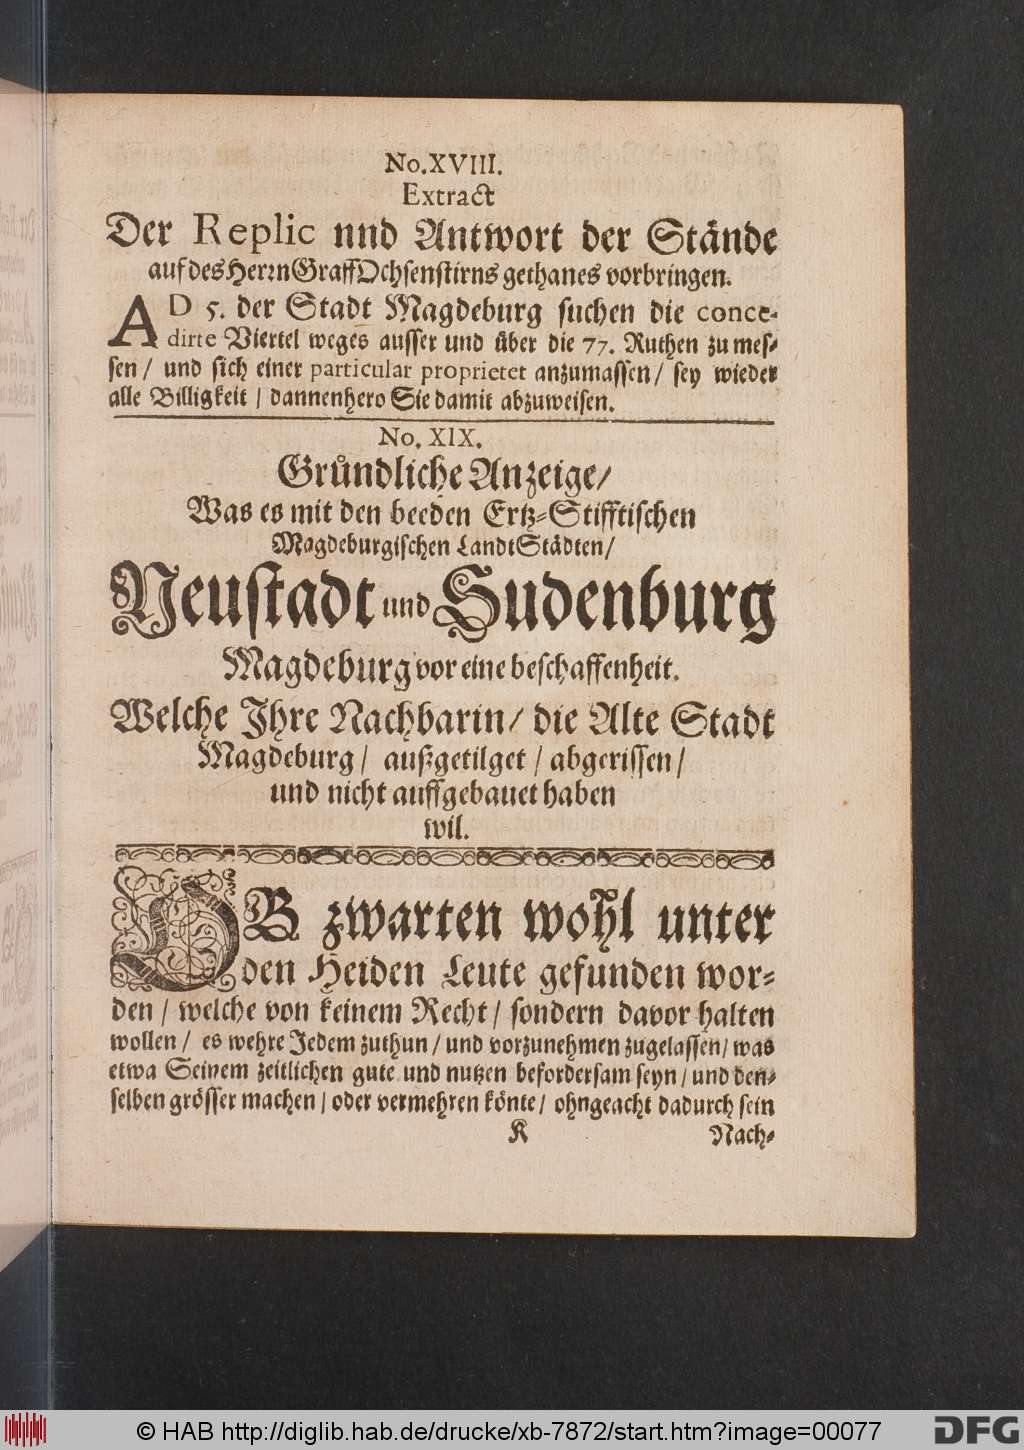 No. XVIII.
Extract
Der Replic nnd Antwort der Stände
auf des Herrn Graff Ochsenstirns gethanes vorbringen.
AD 5. der Stadt Magdeburg suchen die conce-
dirte Viertel weges ausser und uͤber die 77. Ruthen zu mes-
sen / und sich einer particular proprietet anzumassen / sey wieder
alle Billigkeit / dannenhero Sie damit abzuweisen.
No. XIX.
Gruͤndliche Anzeige /
Was es mit den beeden Ertz-Stifftischen
Magdeburgischen LandtStädten /
Neustadt und Sudenburg
Magdeburg vor eine beschaffenheit.
Welche Ihre Nachbarin / die Alte Stadt
Magdeburg / außgetilget / abgerissen /
und nicht auffgebauet haben
wil.
OB zwarten wohl unter
den Heiden Leute gefunden wor-
den / welche von keinem Recht / sondern davor halten
wollen / es wehre Jedem zuthun / und vorzunehmen zugelassen / was
etwa Seinem zeitlichen gute und nutzen befordersam seyn / und den-
selben grösser machen / oder vermehren könte / ohngeacht dadurch sein
K Nach-
© HAB http://diglib.hab.de/drucke/xb-7872/start.htm?image=00077
DFG